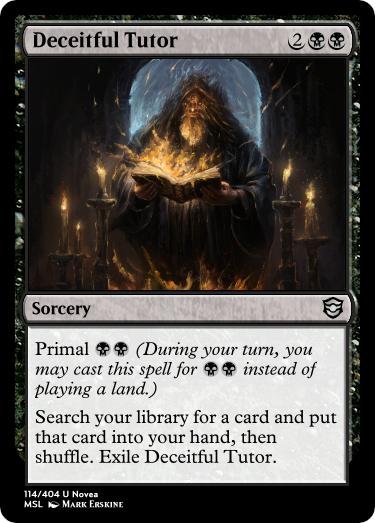 Deceitful Tutor 2
Sorcery
Primal (During your turn, you
may cast this spell for instead of
playing a land.)
Search your library for a card and put
that card into your hand, then
shuffle. Exile Deceitful Tutor.
114/404 U Novea
MSL Mark Erskine